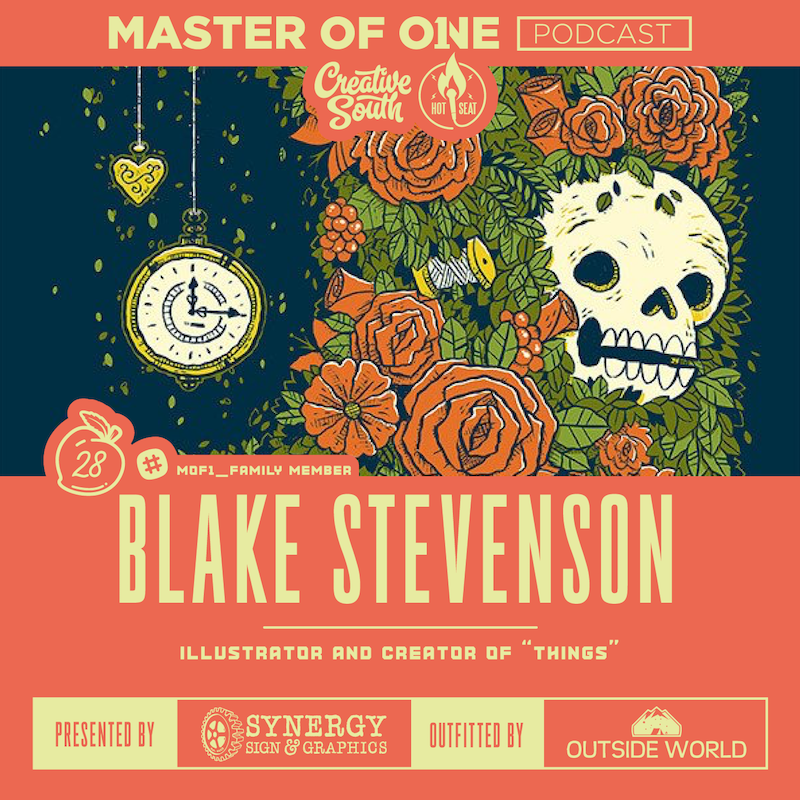 MASTER OF O1NE PODCAST
Creative
South
HOT SEAT
28
# MOF1_FAMILY MEMBER
BLAKE STEVENSON
ILLUSTRATOR AND CREATOR OF “THINGS”
PRESENTED BY
SYNERGY
SIGN & GRAPHICS
OUTFITTED BY
OUTSIDE WORLD